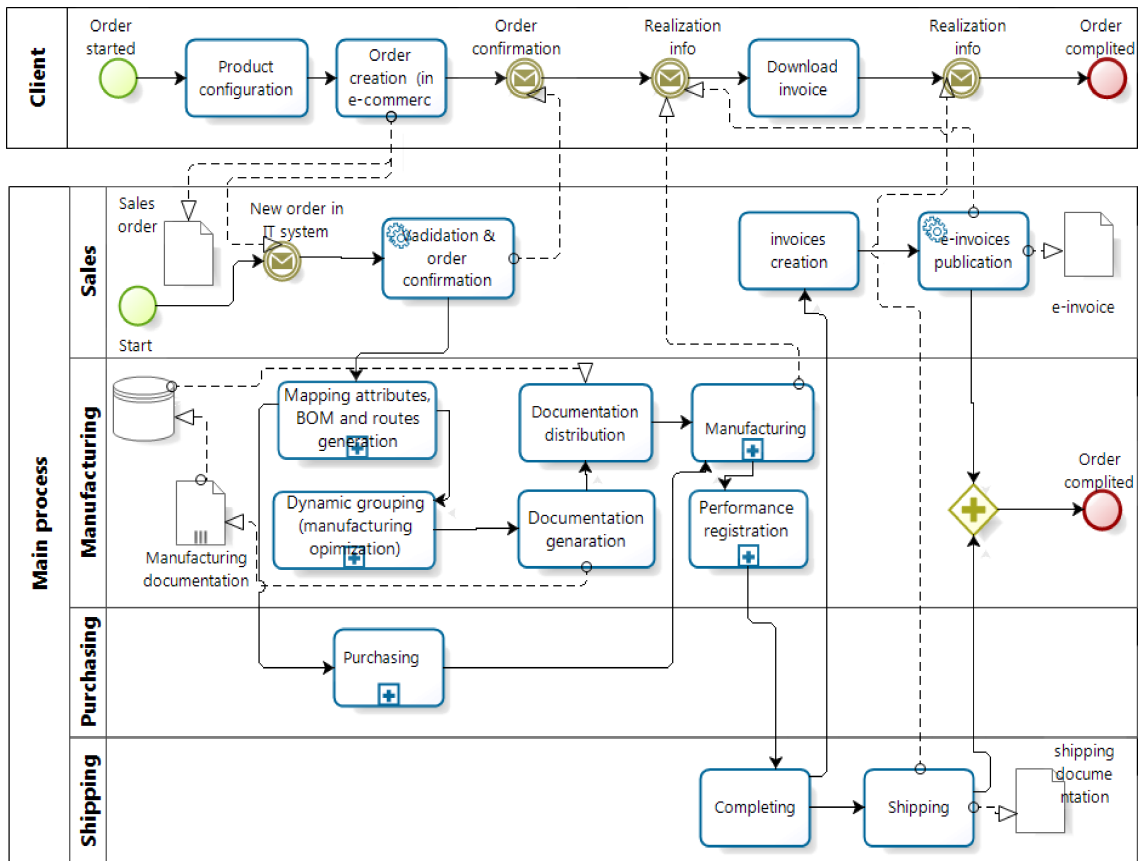 Client
Order
started
Product
configuration
Order
creation (in
e-commerc
Order
confirmation
Realization
info
Download
invoice
Realization
info
Order
complited
Main process
Sales
Sales
order
New order in
IT system
Start
Vadidation &
order
confirmation
invoices
creation
e-invoices
publication
e-invoice
Manufacturing
Mapping attributes,
BOM and routes
generation
Documentation
distribution
Manufacturing
Manufacturing
documentation
Dynamic grouping
(manufacturing
opimization)
Documentation
genaration
Performance
registration
Order
complited
Purchasing
Purchasing
Shipping
Completing
Shipping
shipping
docume
ntation